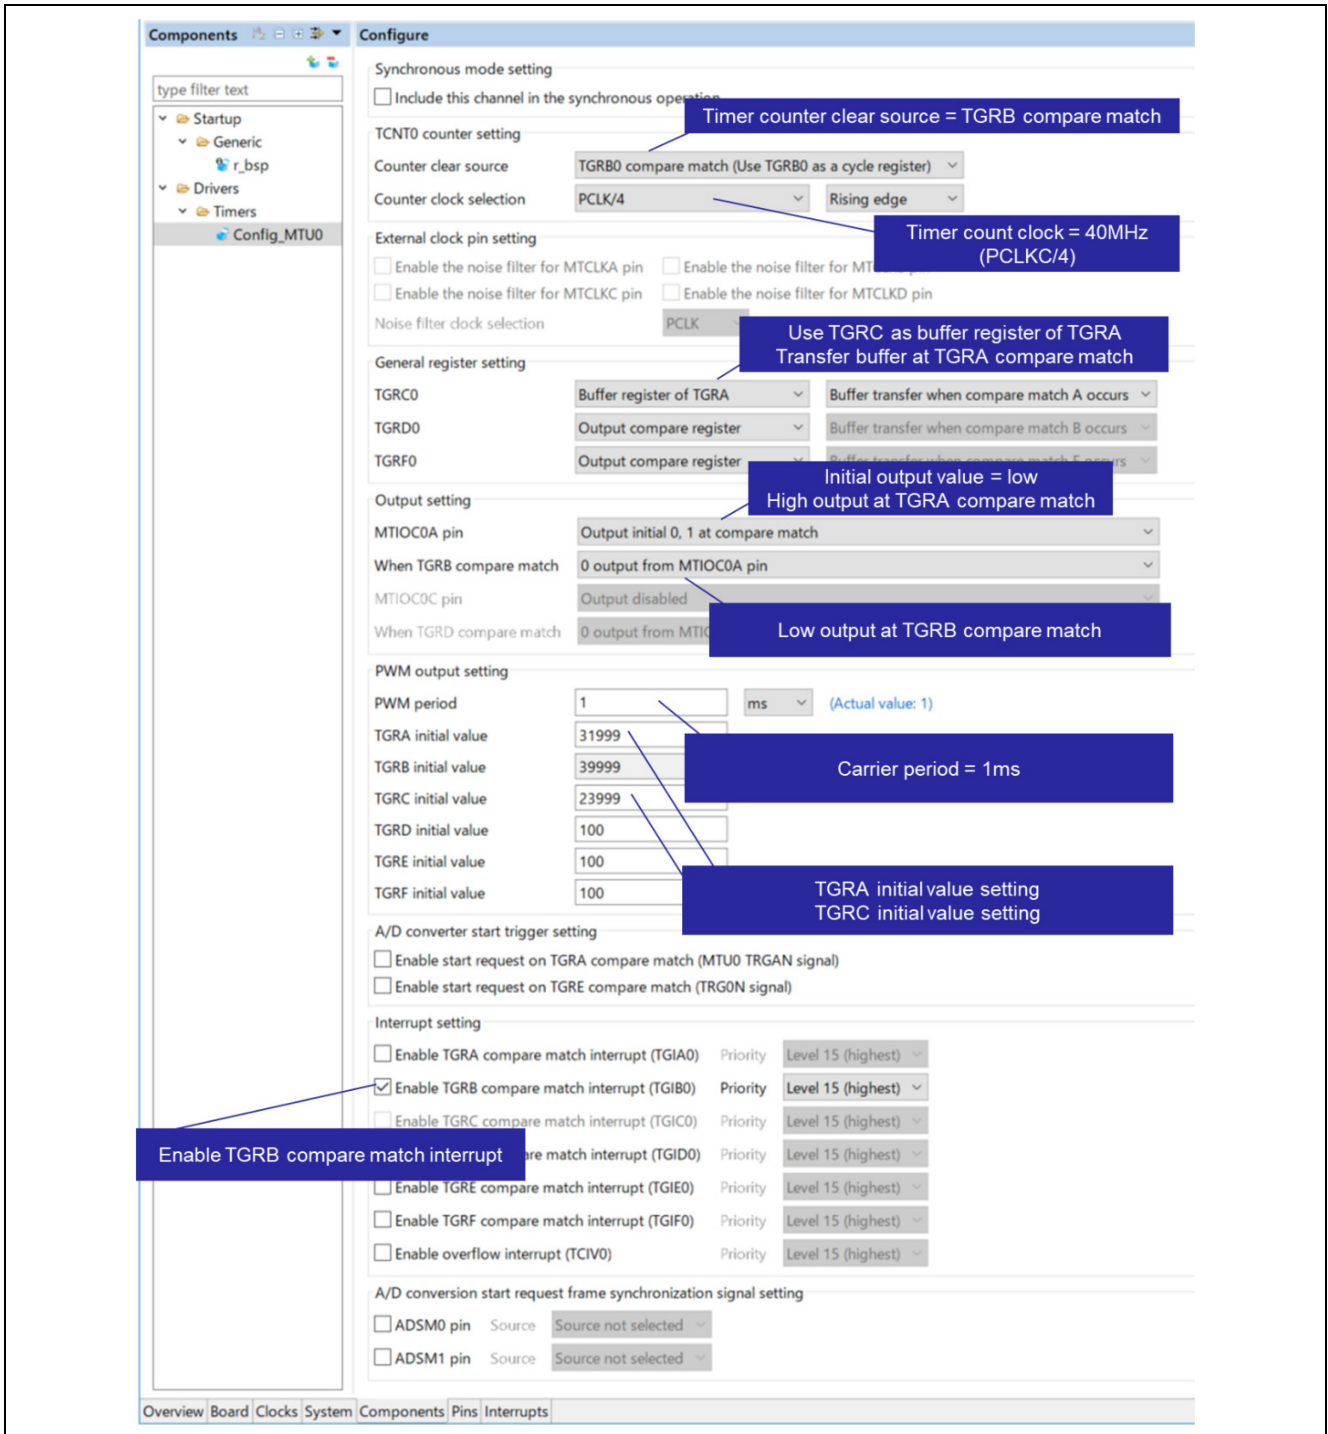 Components
Configure
type filter text
Startup
Generic
r_bsp
Drivers
Timers
Config_MTU0
Synchronous mode setting
Include this channel in the synchronous operation
Timer counter clear source = TGRB compare match
TCNT0 counter setting
Counter clear source TGRB0 compare match (Use TGRB0 as a cycle register)
Counter clock selection PCLK/4 Rising edge
Timer count clock = 40MHz
(PCLKC/4)
External clock pin setting
Enable the noise filter for MTCLKA pin Enable the noise filter for
Enable the noise filter for MTCLKC pin Enable the noise filter for MTCLKD pin
Noise filter clock selection PCLK
Use TGRC as buffer register of TGRA
Transfer buffer at TGRA compare match
General register setting
TGRC0 Buffer register of TGRA Buffer transfer when compare match A occurs
TGRD0 Output compare register Buffer transfer when compare match B occurs
TGRF0 Output compare register Buffer transfer when compare match E occurs
Initial output value = low
High output at TGRA compare match
Output setting
MTIOC0A pin Output initial 0, 1 at compare match
When TGRB compare match 0 output from MTIOC0A pin
MTIOC0C pin Output disabled
When TGRD compare match 0 output from
Low output at TGRB compare match
PWM output setting
PWM period 1 ms (Actual value: 1)
TGRA initial value 31999
TGRB initial value 39999
Carrier period = 1ms
TGRC initial value 23999
TGRD initial value 100
TGRE initial value 100
TGRF initial value 100
TGRA initial value setting
TGRC initial value setting
A/D converter start trigger setting
Enable start request on TGRA compare match (MTU0 TRGAN signal)
Enable start request on TGRE compare match (TRG0N signal)
Interrupt setting
Enable TGRA compare match interrupt (TGIA0) Priority Level 15 (highest)
Enable TGRB compare match interrupt (TGIB0) Priority Level 15 (highest)
Enable TGRC compare match interrupt (TGIC0) Priority Level 15 (highest)
Enable TGRB compare match interrupt
match interrupt (TGID0) Priority Level 15 (highest)
Enable TGRE compare match interrupt (TGIE0) Priority Level 15 (highest)
Enable TGRF compare match interrupt (TGIF0) Priority Level 15 (highest)
Enable overflow interrupt (TCIV0) Priority Level 15 (highest)
A/D conversion start request frame synchronization signal setting
ADSM0 pin Source Source not selected
ADSM1 pin Source Source not selected
Overview Board Clocks System Components Pins Interrupts